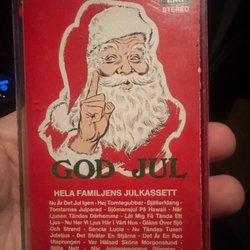 STEREO
GOD JUL
HELA FAMILJENS JULKASSETT
Nu Är Det Jul Igen - Hej Tomtegubbar - Bjällerklang-
Tomtarnas Julparad - Sjömansjul På Hawaii - När
Ljusen Tändas Därhemma - Låt Mig Få Tända Ett
Ljus - Nu Har Vi Ljus Här I Vårt Hus - Gläns Över Sjö
Och Strand - Sancta Lucia - Nu Tändas Tusen
Juleljus - Det Strålar En Stjärna - Det Är En Ros
Utsprungen - Var Hälsad Sköna Morgonstund